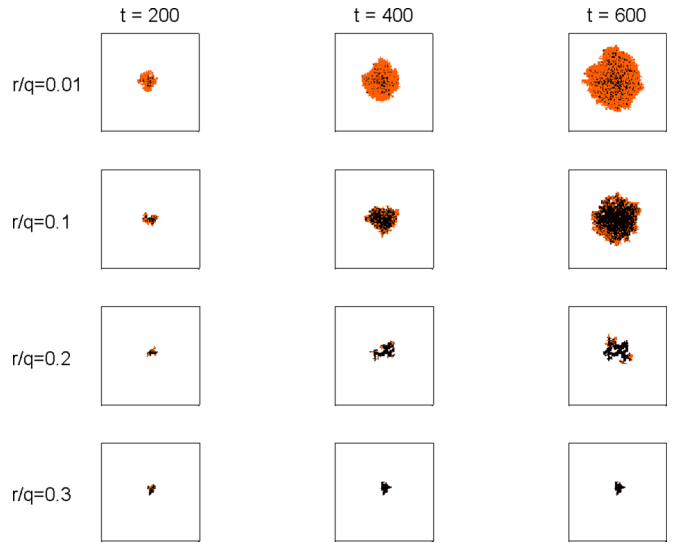 t = 200 t = 400 t = 600
r/q=0.01
r/q=0.1
r/q=0.2
r/q=0.3